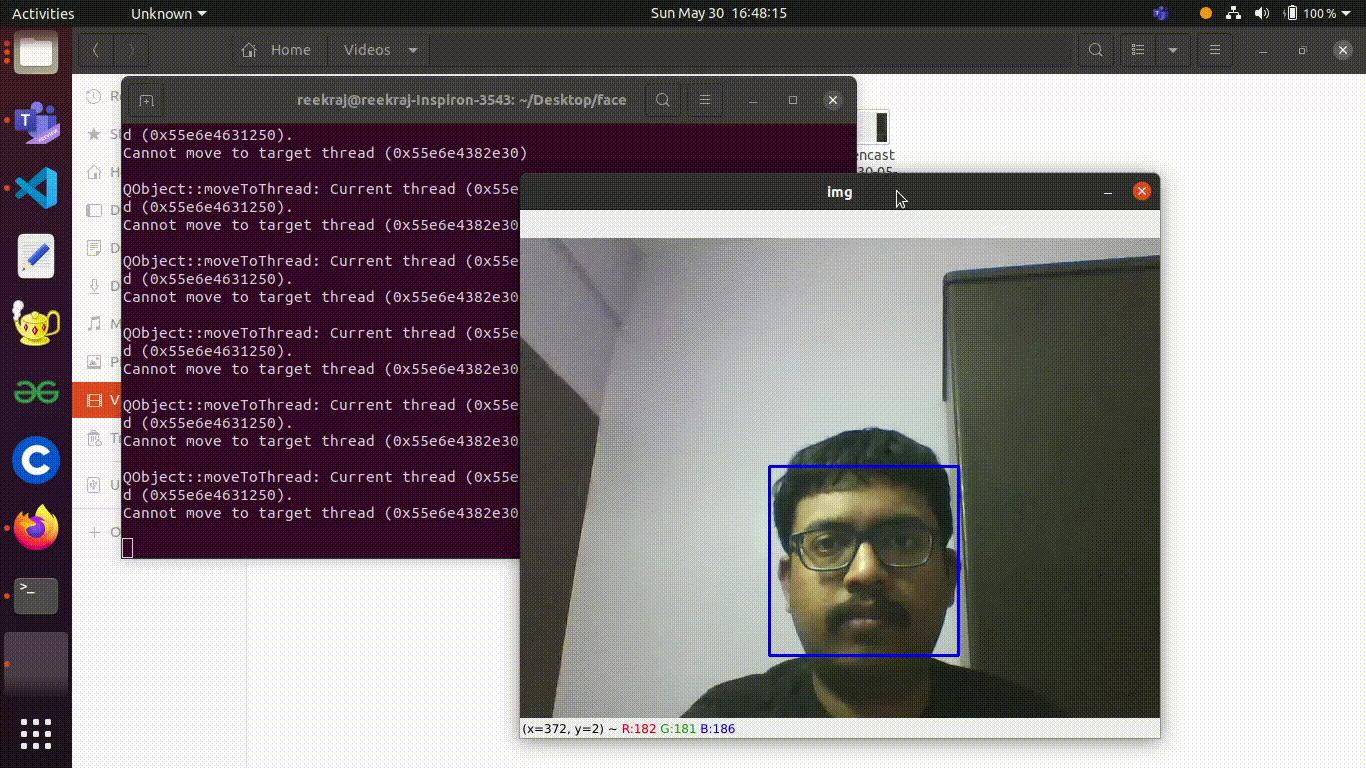 Activities
Unknown
Sun May 30 16:48:15
100 %
Home
Videos
reekraj@reekraj-Inspiron-3543: ~/Desktop/face
d (0x55e6e4631250).
Cannot move to target thread (0x55e6e4382e30)
QObject::moveToThread: Current thread (0x55e
d (0x55e6e4631250).
Cannot move to target thread (0x55e6e4382e30
QObject::moveToThread: Current thread (0x55e
d (0x55e6e4631250).
Cannot move to target thread (0x55e6e4382e30
QObject::moveToThread: Current thread (0x55e
d (0x55e6e4631250).
Cannot move to target thread (0x55e6e4382e30
QObject::moveToThread: Current thread (0x55e
d (0x55e6e4631250).
Cannot move to target thread (0x55e6e4382e30
QObject::moveToThread: Current thread (0x55e
d (0x55e6e4631250).
Cannot move to target thread (0x55e6e4382e30
encast
img
(x=372, y=2) ~ R:182 G:181 B:186